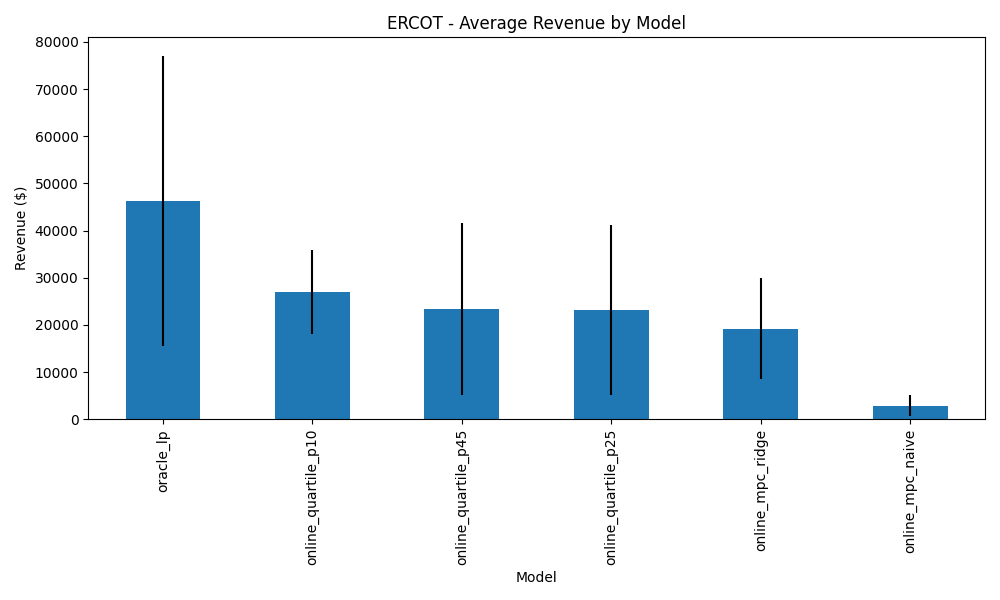 ERCOT - Average Revenue by Model
80000
70000
60000
50000
40000
30000
20000
10000
0
Revenue ($)
oracle_lp
online_quartile_p10
online_quartile_p45
online_quartile_p25
online_mpc_ridge
online_mpc_naive
Model